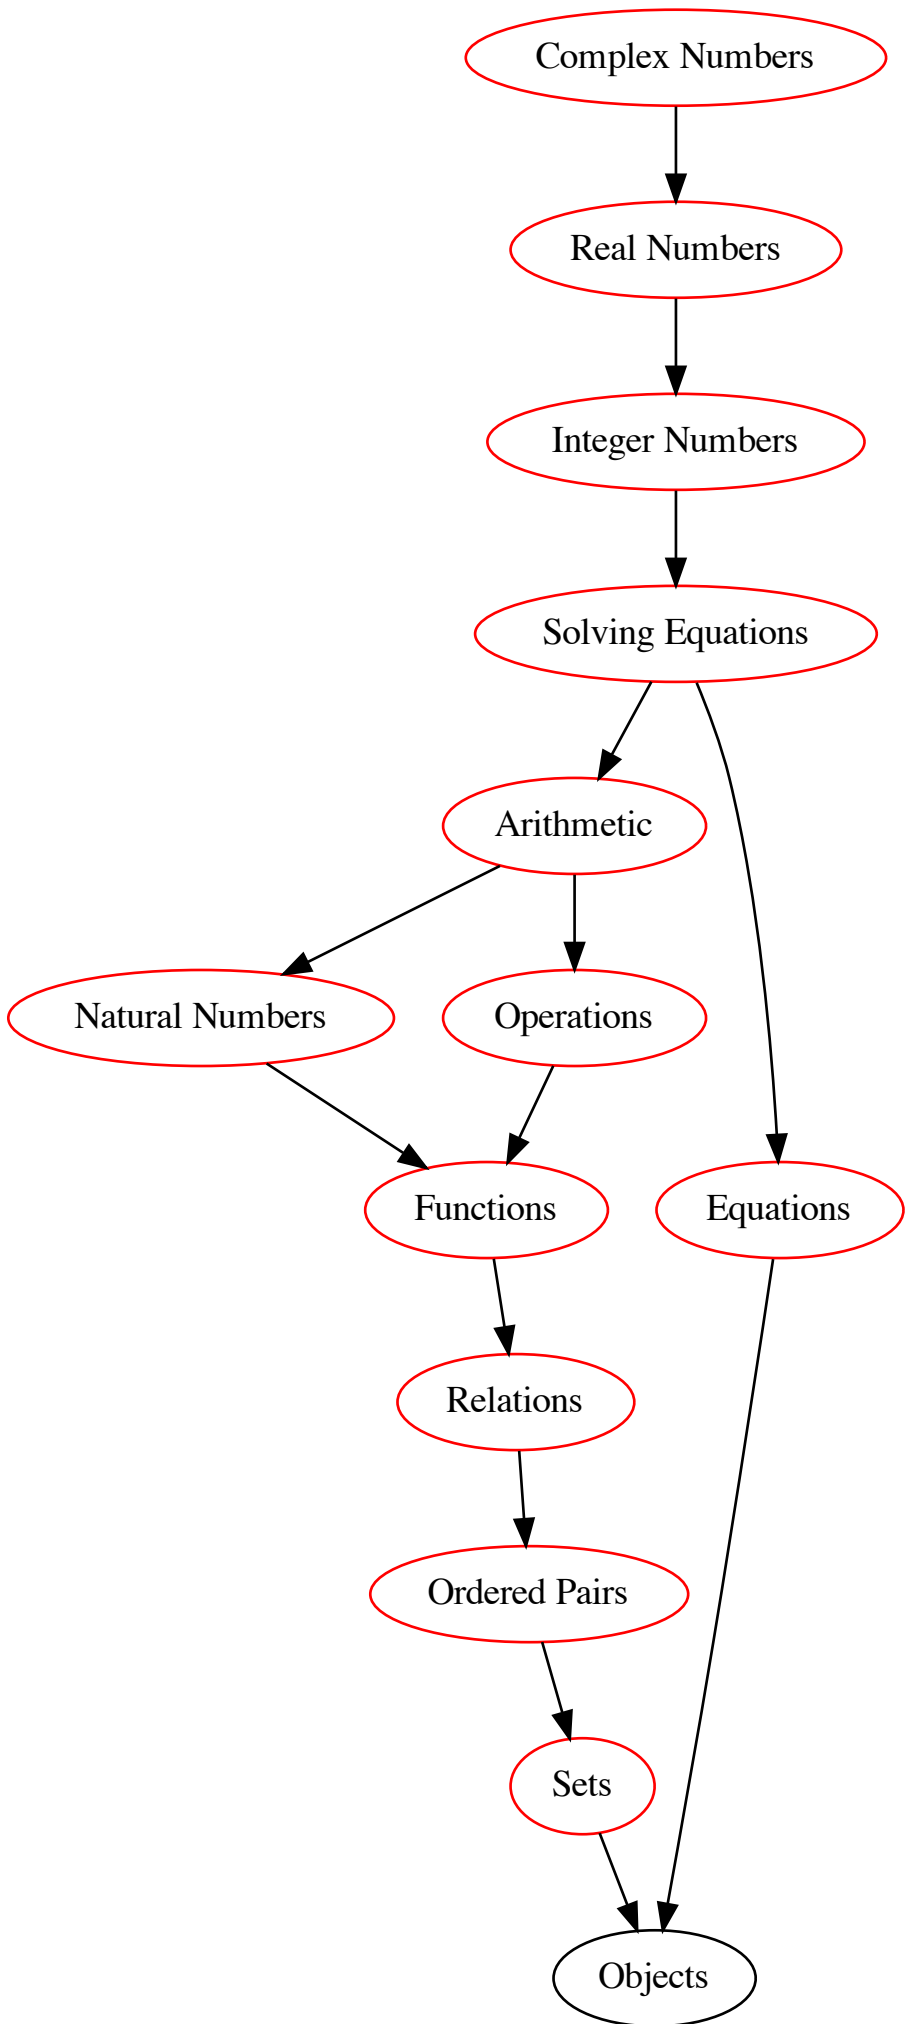 Complex Numbers
Real Numbers
Integer Numbers
Solving Equations
Arithmetic
Natural Numbers
Operations
Functions
Equations
Relations
Ordered Pairs
Sets
Objects